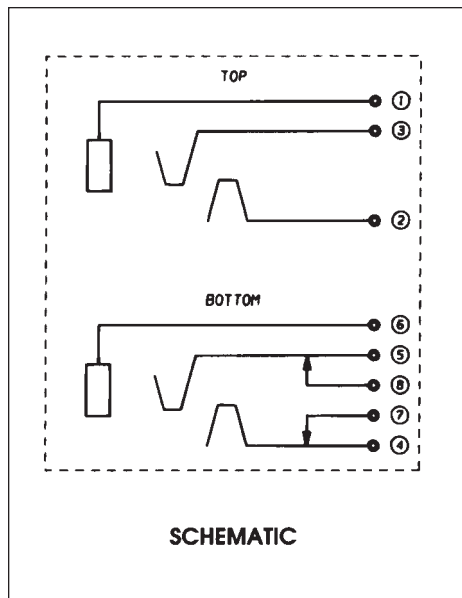 TOP
①
③
②
BOTTOM
⑥
⑤
⑧
⑦
④
SCHEMATIC